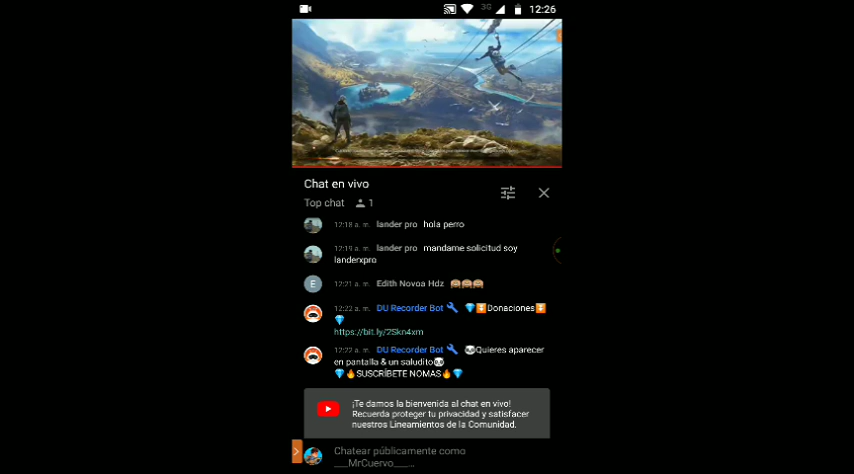 3G 12:26
Chat en vivo
Top chat 1
12:18 a. m. lander pro hola perro
12:19 a. m. lander pro mandame solicitud soy
landerxpro
E 12:21 a. m. Edith Novoa Hdz 🙈🙈🙈
12:22 a. m. DU Recorder Bot 🔧 💎⏬Donaciones⏬
💎
https://bit.ly/2Skn4xm
12:22 a. m. DU Recorder Bot 🔧 💀Quieres aparecer
en pantalla & un saludito💀
💎🔥SUSCRÍBETE NOMAS🔥💎
¡Te damos la bienvenida al chat en vivo!
Recuerda proteger tu privacidad y satisfacer
nuestros Lineamientos de la Comunidad.
Chatear públicamente como
___MrCuervo___...